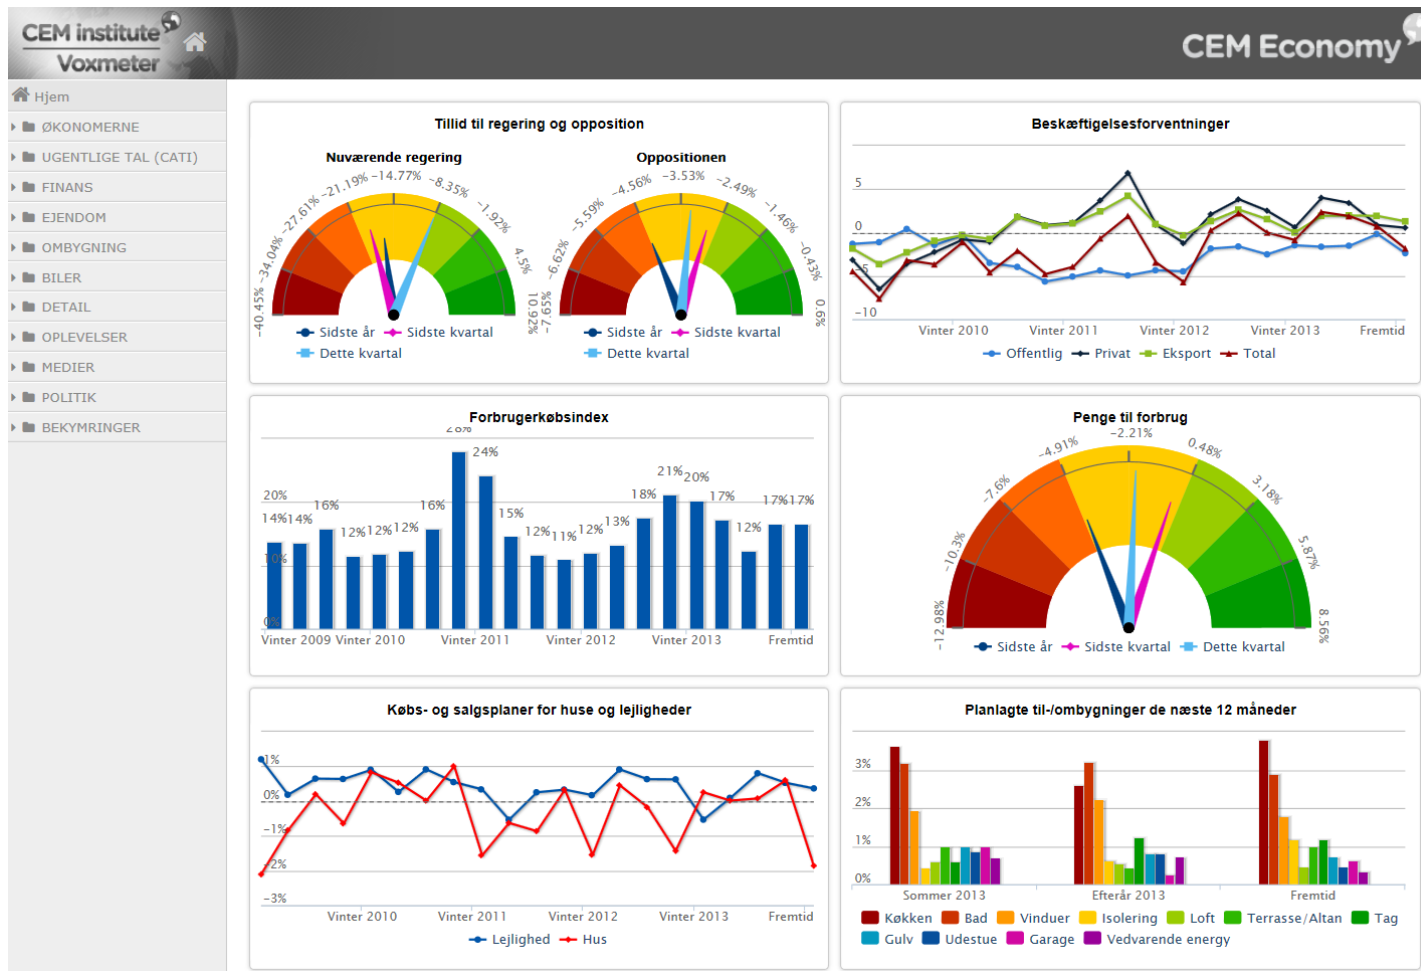 CEM institute
Voxmeter
CEM Economy
Hjem
ØKONOMERNE
UGENTLIGE TAL (CATI)
FINANS
EJENDOM
OMBYGNING
BILER
DETAIL
OPLEVELSER
MEDIER
POLITIK
BEKYMRINGER
Tillid til regering og opposition
Nuværende regering
-40.45%
-34.04%
-27.61%
-21.19%
-14.77%
-8.35%
-1.92%
4.5%
10.92%
Sidste år Sidste kvartal
Dette kvartal
Oppositionen
-7.65%
-6.62%
-5.59%
-4.56%
-3.53%
-2.49%
-1.46%
-0.43%
0.6%
Sidste år Sidste kvartal
Dette kvartal
Beskæftigelsesforventninger
5
0
-5
-10
Vinter 2010 Vinter 2011 Vinter 2012 Vinter 2013 Fremtid
Offentlig Privat Eksport Total
Forbrugerkøbsindex
28%
24%
21% 20%
20% 18% 17% 17% 17%
16% 16% 15%
14% 14% 13%
12% 12% 12% 12% 11% 12% 12%
10%
0%
Vinter 2009 Vinter 2010 Vinter 2011 Vinter 2012 Vinter 2013 Fremtid
Penge til forbrug
-12.98%
-10.3%
-7.6%
-4.91%
-2.21%
0.48%
3.18%
5.87%
8.56%
Sidste år Sidste kvartal Dette kvartal
Købs- og salgsplaner for huse og lejligheder
1%
0%
-1%
-2%
-3%
Vinter 2010 Vinter 2011 Vinter 2012 Vinter 2013 Fremtid
Lejlighed Hus
Planlagte til-/ombygninger de næste 12 måneder
3%
2%
1%
0%
Sommer 2013 Efterår 2013 Fremtid
Køkken Bad Vinduer Isolering Loft Terrasse/Altan Tag
Gulv Udestue Garage Vedvarende energy